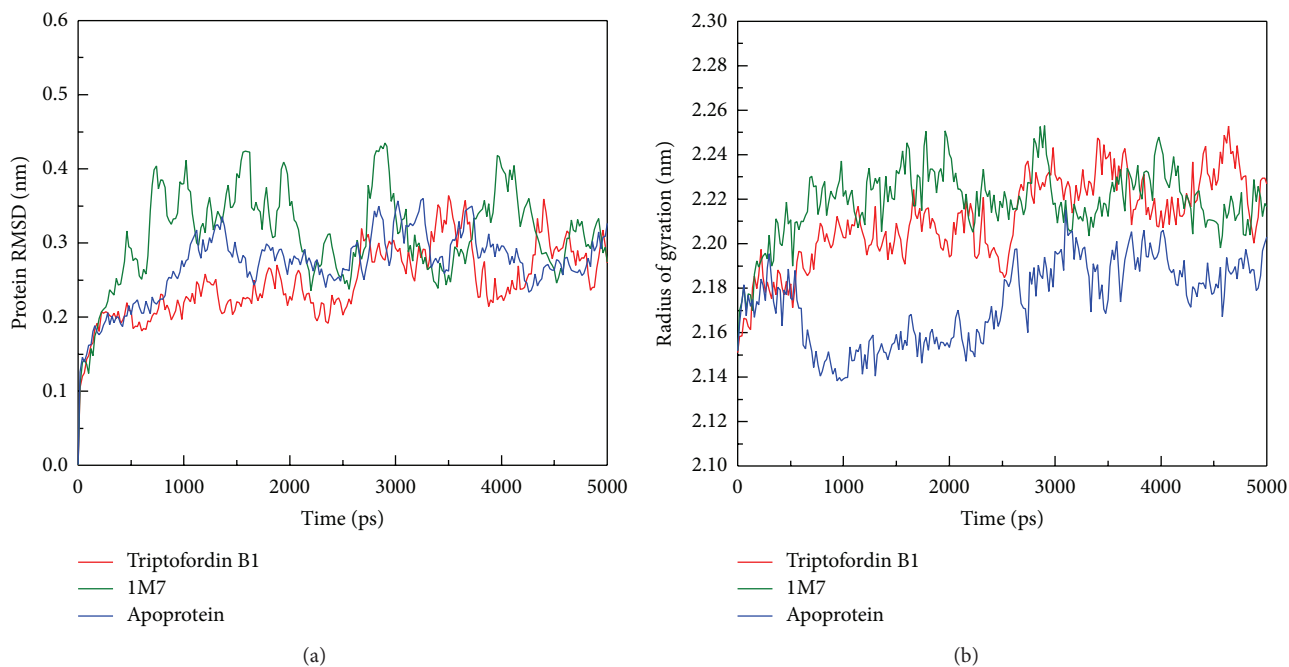 Protein RMSD (nm)
0.6
0.5
0.4
0.3
0.2
0.1
0.0
0 1000 2000 3000 4000 5000
Time (ps)
Triptofordin B1
1M7
Apoprotein
(a)
Radius of gyration (nm)
2.30
2.28
2.26
2.24
2.22
2.20
2.18
2.16
2.14
2.12
2.10
0 1000 2000 3000 4000 5000
Time (ps)
Triptofordin B1
1M7
Apoprotein
(b)